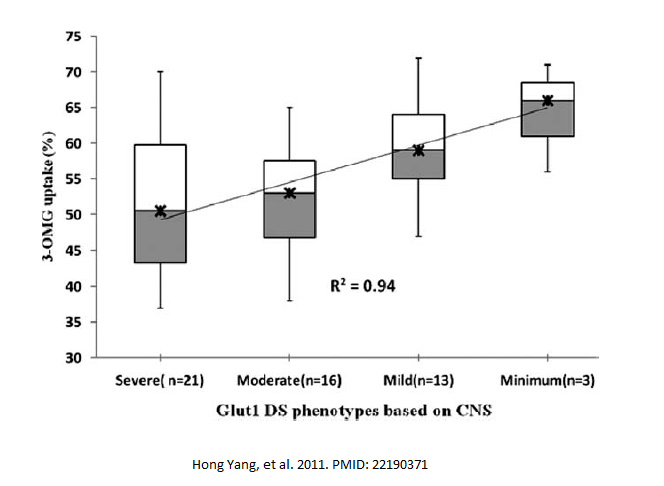 75
70
65
60
55
50
45
40
35
30
3-OMG uptake (%)
R² = 0.94
Severe( n=21) Moderate(n=16) Mild(n=13) Minimum(n=3)
Glut1 DS phenotypes based on CNS
Hong Yang, et al. 2011. PMID: 22190371